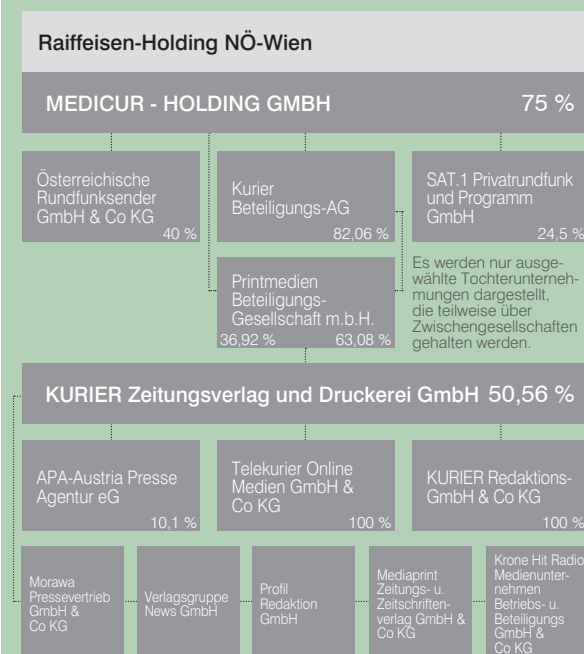 Raiffeisen-Holding NÖ-Wien
MEDICUR - HOLDING GMBH 75 %
Österreichische
Rundfunksender
GmbH & Co KG
40 %
Kurier
Beteiligungs-AG
82,06 %
SAT.1 Privatrundfunk
und Programm
GmbH
24,5 %
Printmedien
Beteiligungs-
Gesellschaft m.b.H.
36,92 % 63,08 %
Es werden nur ausge-
wählte Tochterunterneh-
mungen dargestellt,
die teilweise über
Zwischengesellschaften
gehalten werden.
KURIER Zeitungsverlag und Druckerei GmbH 50,56 %
APA-Austria Presse
Agentur eG
10,1 %
Telekurier Online
Medien GmbH &
Co KG
100 %
KURIER Redaktions-
GmbH & Co KG
100 %
Morawa
Pressevertrieb
GmbH &
Co KG
Verlagsgruppe
News GmbH
Profil
Redaktion
GmbH
Mediaprint
Zeitungs- u.
Zeitschriften-
verlag GmbH &
Co KG
Krone Hit Radio
Medienunter-
nehmen
Betriebs- u.
Beteiligungs
GmbH &
Co KG